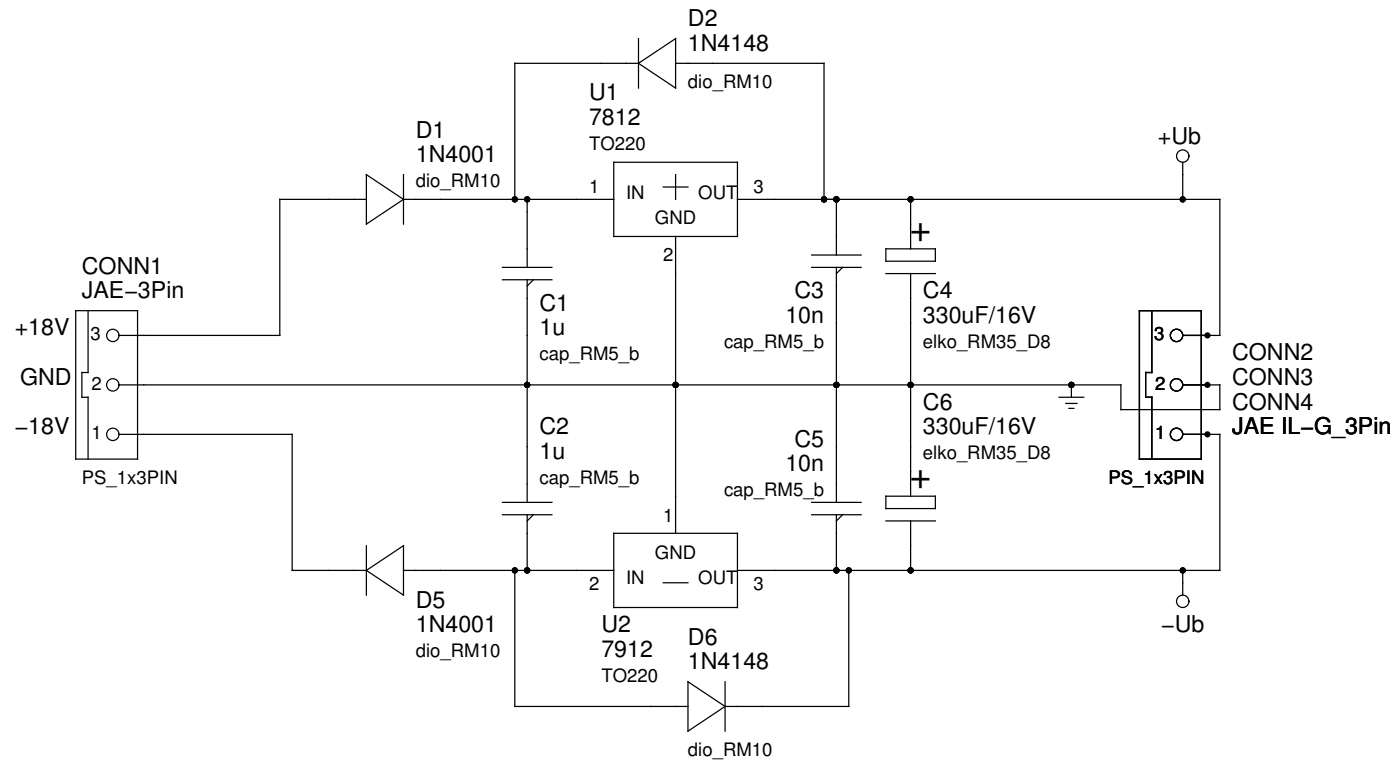 D2
1N4148
dio_RM10
U1
7812
TO220
D1
1N4001
dio_RM10
+Ub
1
IN
+
OUT
3
GND
2
CONN1
JAE−3Pin
+18V
3
GND
2
−18V
1
PS_1x3PIN
C1
1u
cap_RM5_b
C3
10n
cap_RM5_b
+
C4
330uF/16V
elko_RM35_D8
3
2
1
CONN2
CONN3
CONN4
JAE IL−G_3Pin
PS_1x3PIN
C2
1u
cap_RM5_b
C5
10n
cap_RM5_b
C6
330uF/16V
elko_RM35_D8
+
1
GND
2
IN
—
OUT
3
D5
1N4001
dio_RM10
U2
7912
TO220
D6
1N4148
dio_RM10
−Ub